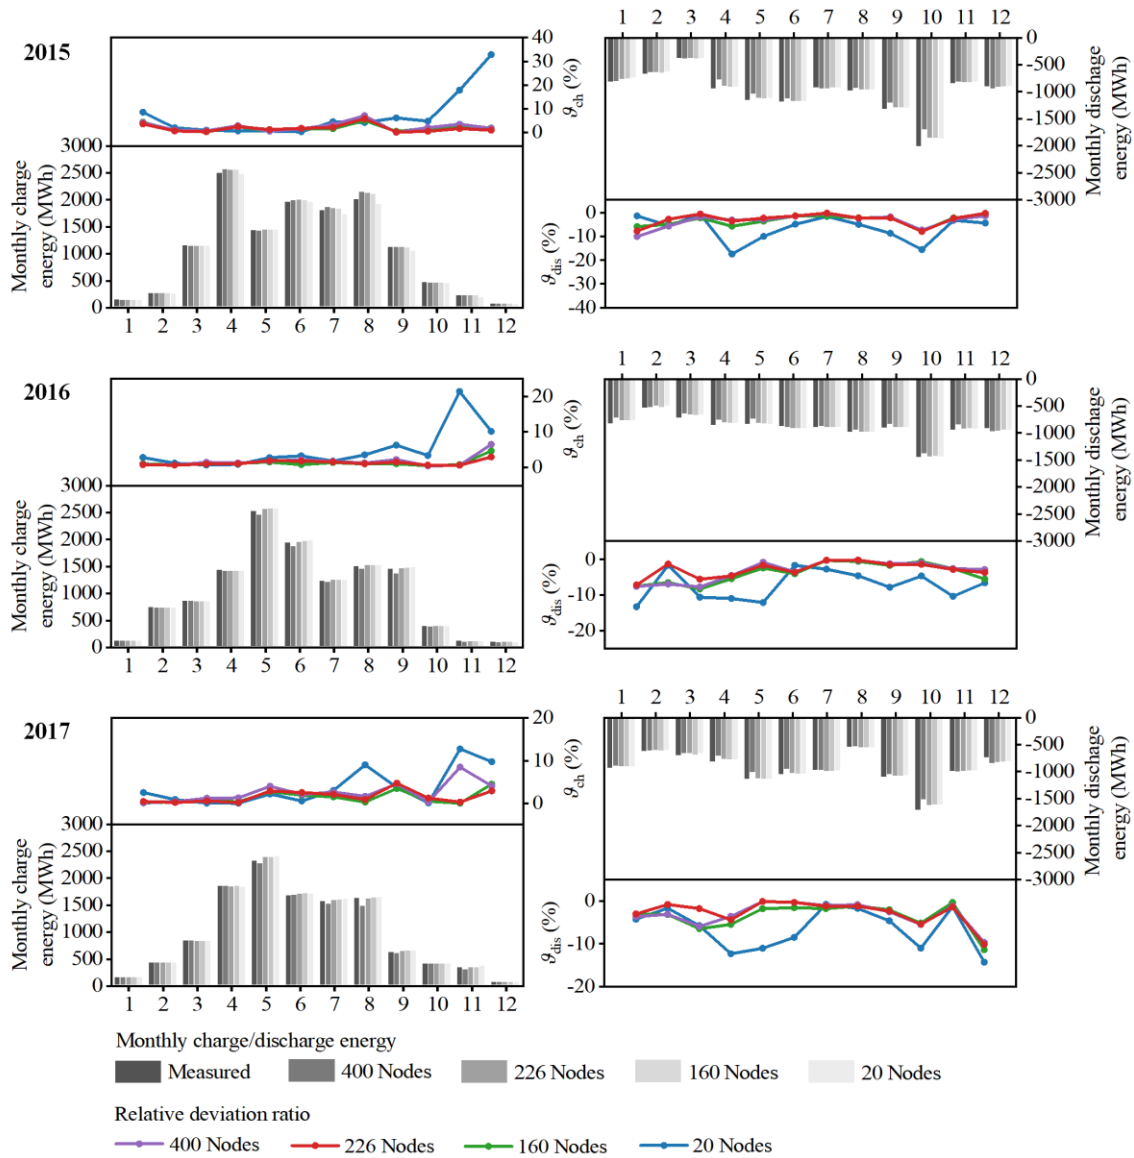 1 2 3 4 5 6 7 8 9 10 11 12
2015
40
30
20
10
0
ϑch (%)
0
-500
-1000
-1500
-2000
-2500
-3000
Monthly dischage
energy (MWh)
3000
2500
2000
1500
1000
500
0
Monthly charge
energy (MWh)
1 2 3 4 5 6 7 8 9 10 11 12
0
-10
-20
-30
-40
ϑdis (%)
1 2 3 4 5 6 7 8 9 10 11 12
2016
20
10
0
ϑch (%)
0
-500
-1000
-1500
-2000
-2500
-3000
Monthly dischage
energy (MWh)
3000
2500
2000
1500
1000
500
0
Monthly charge
energy (MWh)
1 2 3 4 5 6 7 8 9 10 11 12
0
-10
-20
ϑdis (%)
1 2 3 4 5 6 7 8 9 10 11 12
2017
20
10
0
ϑch (%)
0
-500
-1000
-1500
-2000
-2500
-3000
Monthly dischage
energy (MWh)
3000
2500
2000
1500
1000
500
0
Monthly charge
energy (MWh)
1 2 3 4 5 6 7 8 9 10 11 12
0
-10
-20
ϑdis (%)
Monthly charge/discharge energy
Measured 400 Nodes 226 Nodes 160 Nodes 20 Nodes
Relative deviation ratio
400 Nodes 226 Nodes 160 Nodes 20 Nodes